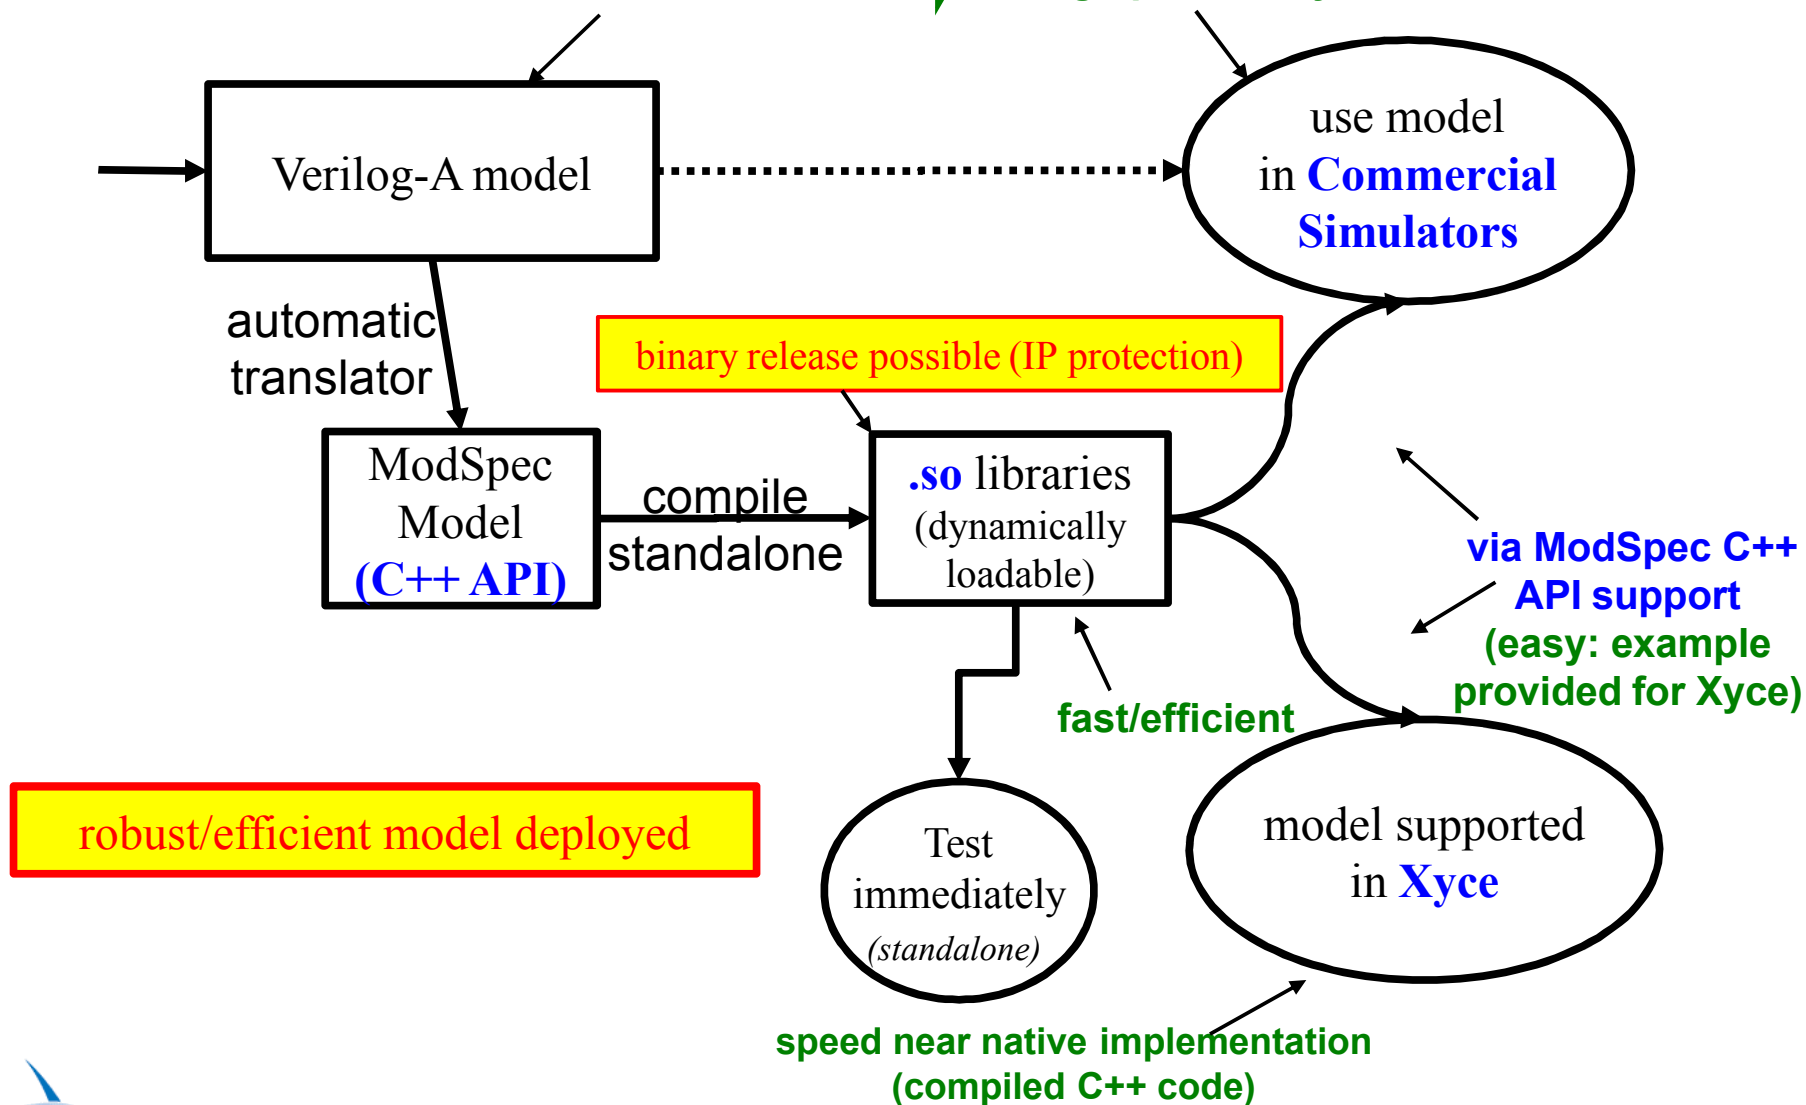 use model
in Commercial
Simulators
Verilog-A model
automatic
translator
binary release possible (IP protection)
ModSpec
Model
(C++ API)
compile
standalone
.so libraries
(dynamically
loadable)
via ModSpec C++
API support
(easy: example
provided for Xyce)
fast/efficient
robust/efficient model deployed
Test
immediately
(standalone)
model supported
in Xyce
speed near native implementation
(compiled C++ code)